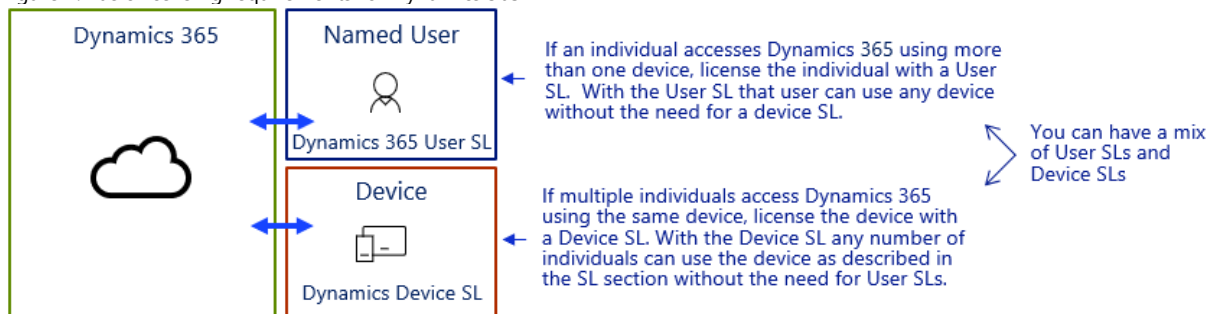 Dynamics 365
Named User
Dynamics 365 User SL
If an individual accesses Dynamics 365 using more
than one device, license the individual with a User
SL. With the User SL that user can use any device
without the need for a device SL.
You can have a mix
of User SLs and
Device SLs
Device
Dynamics Device SL
If multiple individuals access Dynamics 365
using the same device, license the device with
a Device SL. With the Device SL any number of
individuals can use the device as described in
the SL section without the need for User SLs.